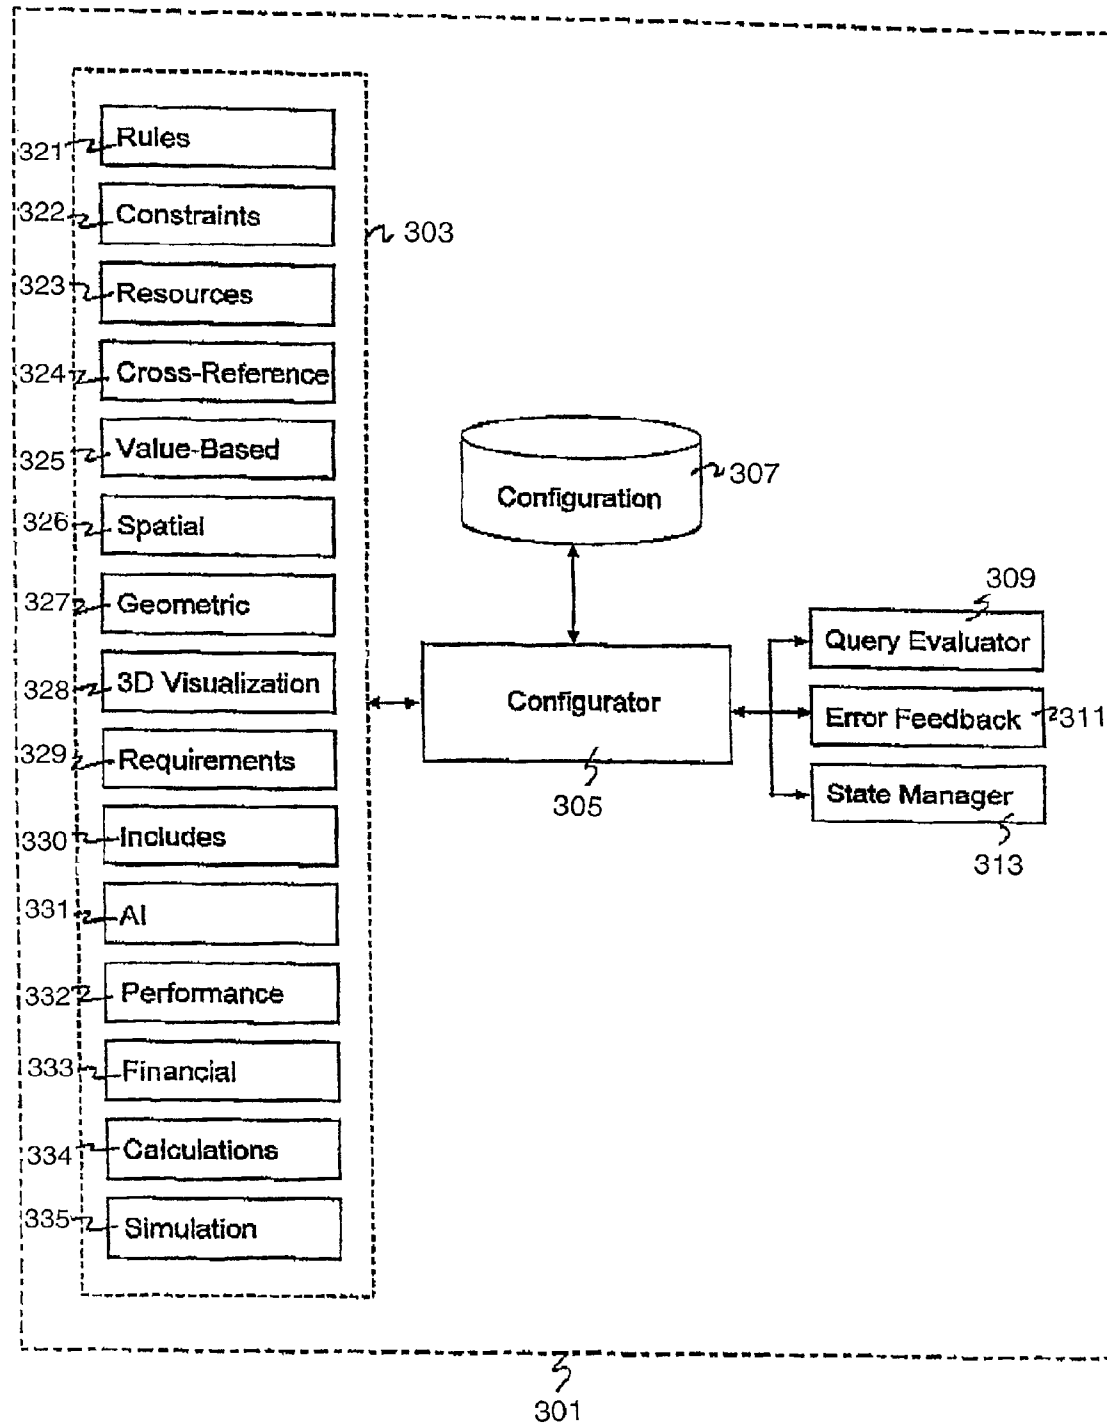 321 Rules
322 Constraints
303
323 Resources
324 Cross-Reference
325 Value-Based
326 Spatial
327 Geometric
328 3D Visualization
329 Requirements
330 Includes
331 AI
332 Performance
333 Financial
334 Calculations
335 Simulation
Configuration
307
Configurator
305
309
Query Evaluator
Error Feedback 311
State Manager
313
301